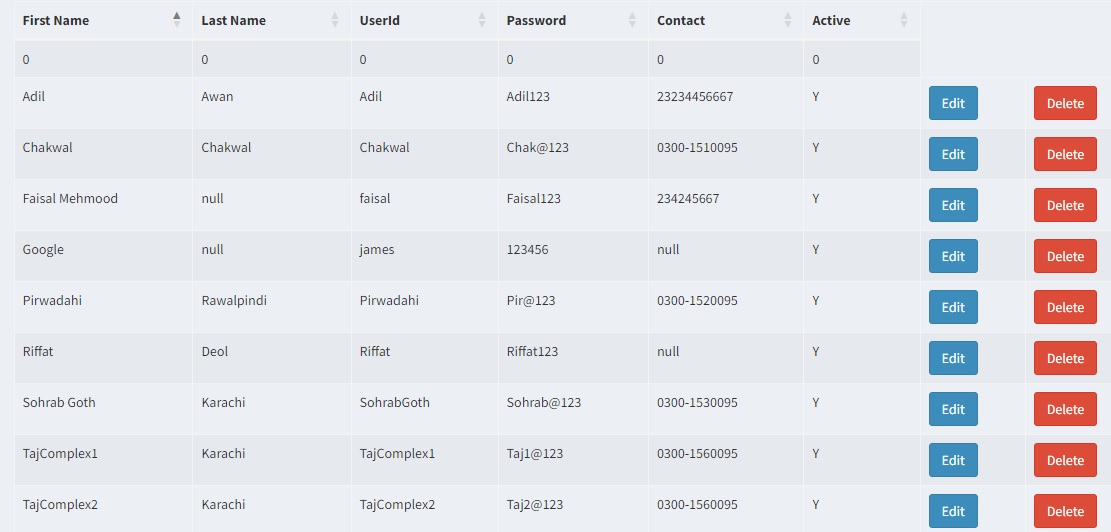 First Name Last Name UserId Password Contact Active
0 0 0 0 0 0
Adil Awan Adil Adil123 23234456667 Y Edit Delete
Chakwal Chakwal Chakwal Chak@123 0300-1510095 Y Edit Delete
Faisal Mehmood null faisal Faisal123 234245667 Y Edit Delete
Google null james 123456 null Y Edit Delete
Pirwadahi Rawalpindi Pirwadahi Pir@123 0300-1520095 Y Edit Delete
Riffat Deol Riffat Riffat123 null Y Edit Delete
Sohrab Goth Karachi SohrabGoth Sohrab@123 0300-1530095 Y Edit Delete
TajComplex1 Karachi TajComplex1 Taj1@123 0300-1560095 Y Edit Delete
TajComplex2 Karachi TajComplex2 Taj2@123 0300-1560095 Y Edit Delete